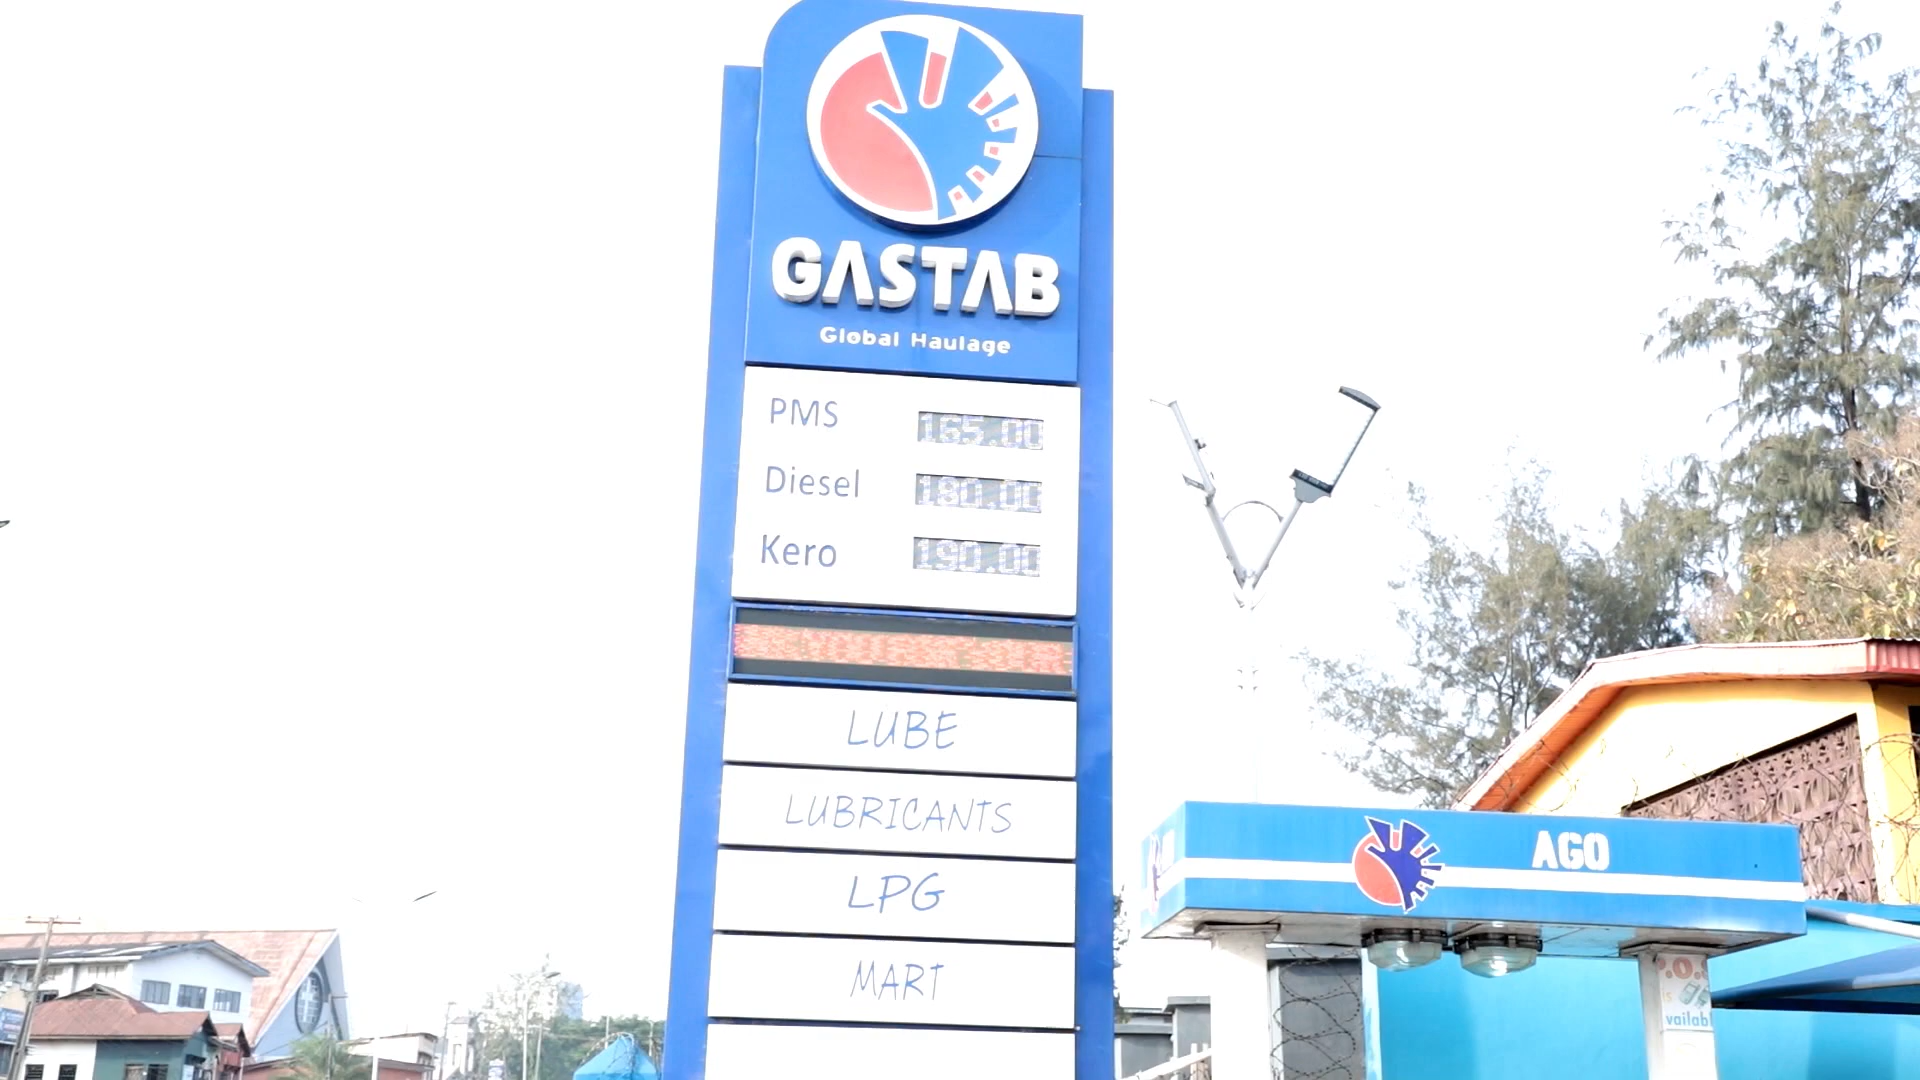 GASTAB
Global Haulage
PMS 165.00
Diesel 180.00
Kero 190.00
LUBE
LUBRICANTS
LPG
MART
AGO